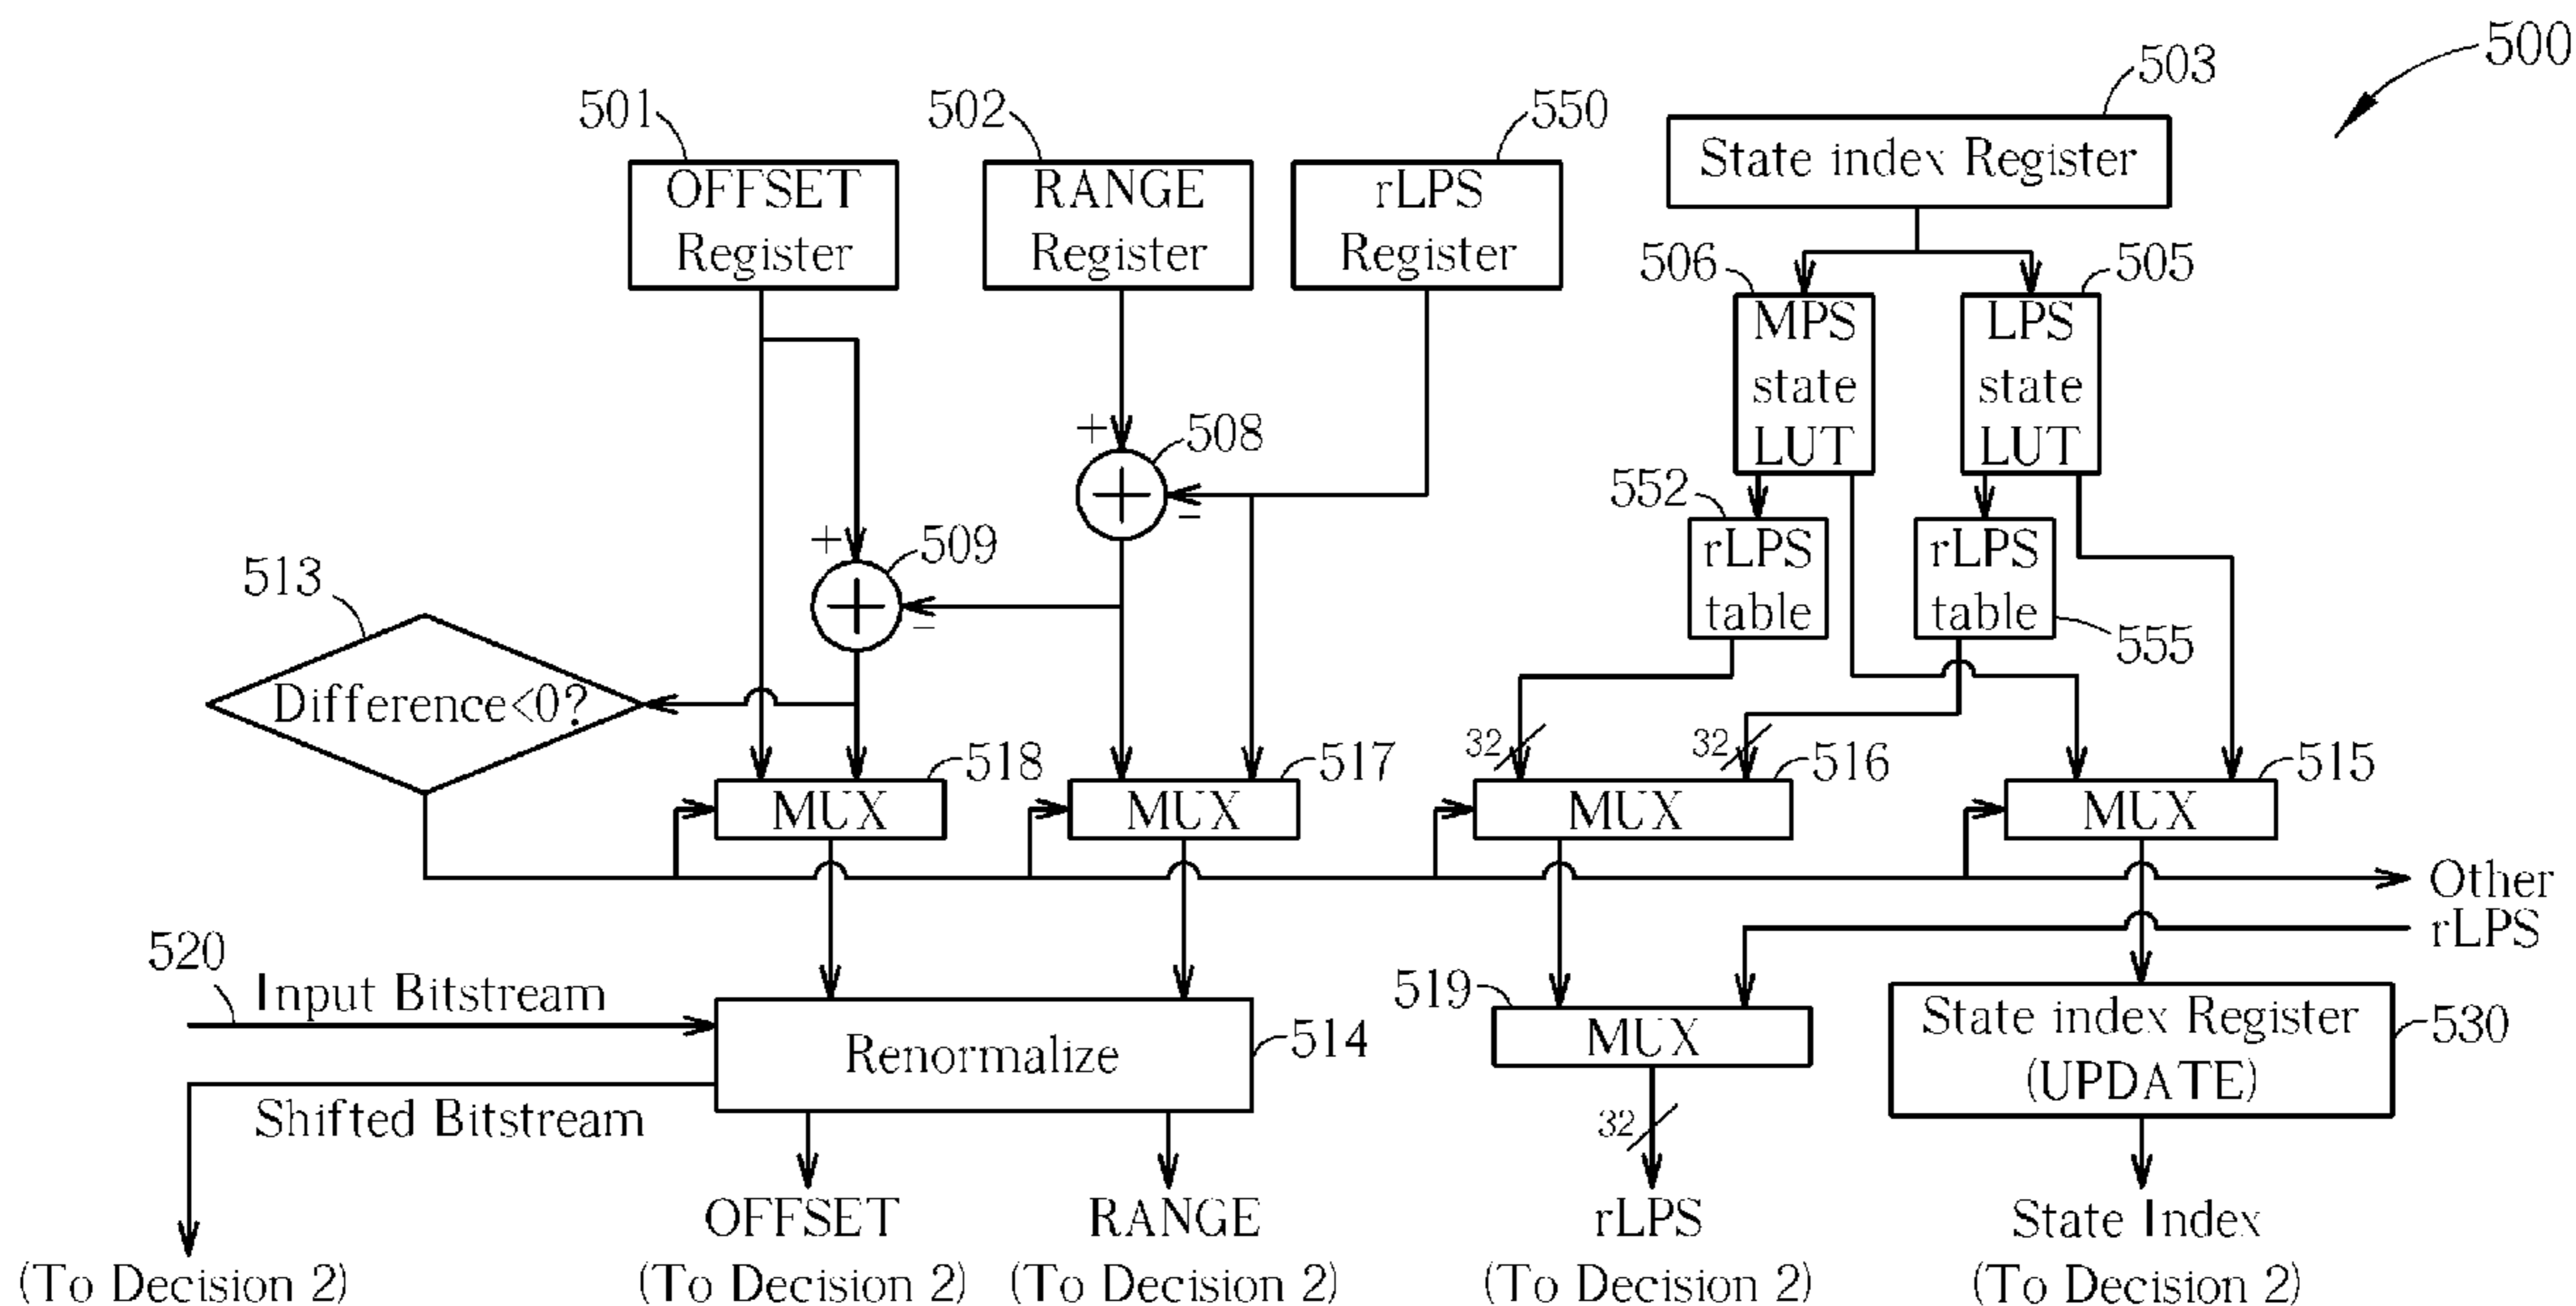 500
503
501
502
550
State index Register
OFFSET
Register
RANGE
Register
rLPS
Register
506
505
MPS
state
LUT
LPS
state
LUT
+
508
-
552
rLPS
table
rLPS
table
555
+
509
-
513
Difference<0?
32
32
518
517
516
515
MUX
MUX
MUX
MUX
Other
rLPS
520
Input Bitstream
519
MUX
State index Register
(UPDATE)
530
Renormalize
514
Shifted Bitstream
32
OFFSET
RANGE
rLPS
State Index
(To Decision 2)
(To Decision 2)
(To Decision 2)
(To Decision 2)
(To Decision 2)